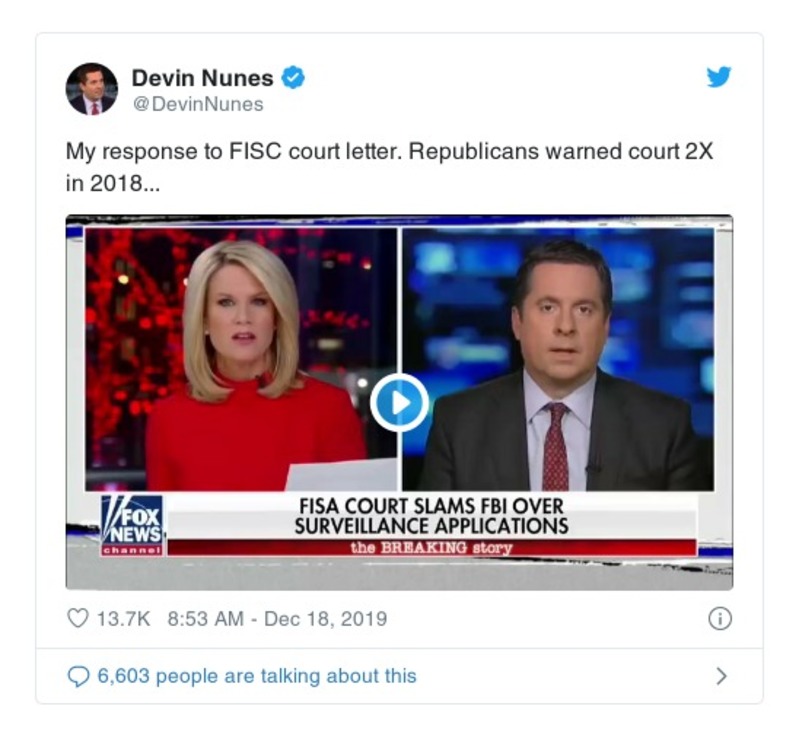 Devin Nunes
@DevinNunes
My response to FISC court letter. Republicans warned court 2X
in 2018...
FOX
NEWS
channel
FISA COURT SLAMS FBI OVER
SURVEILLANCE APPLICATIONS
the BREAKING story
13.7K 8:53 AM - Dec 18, 2019
6,603 people are talking about this